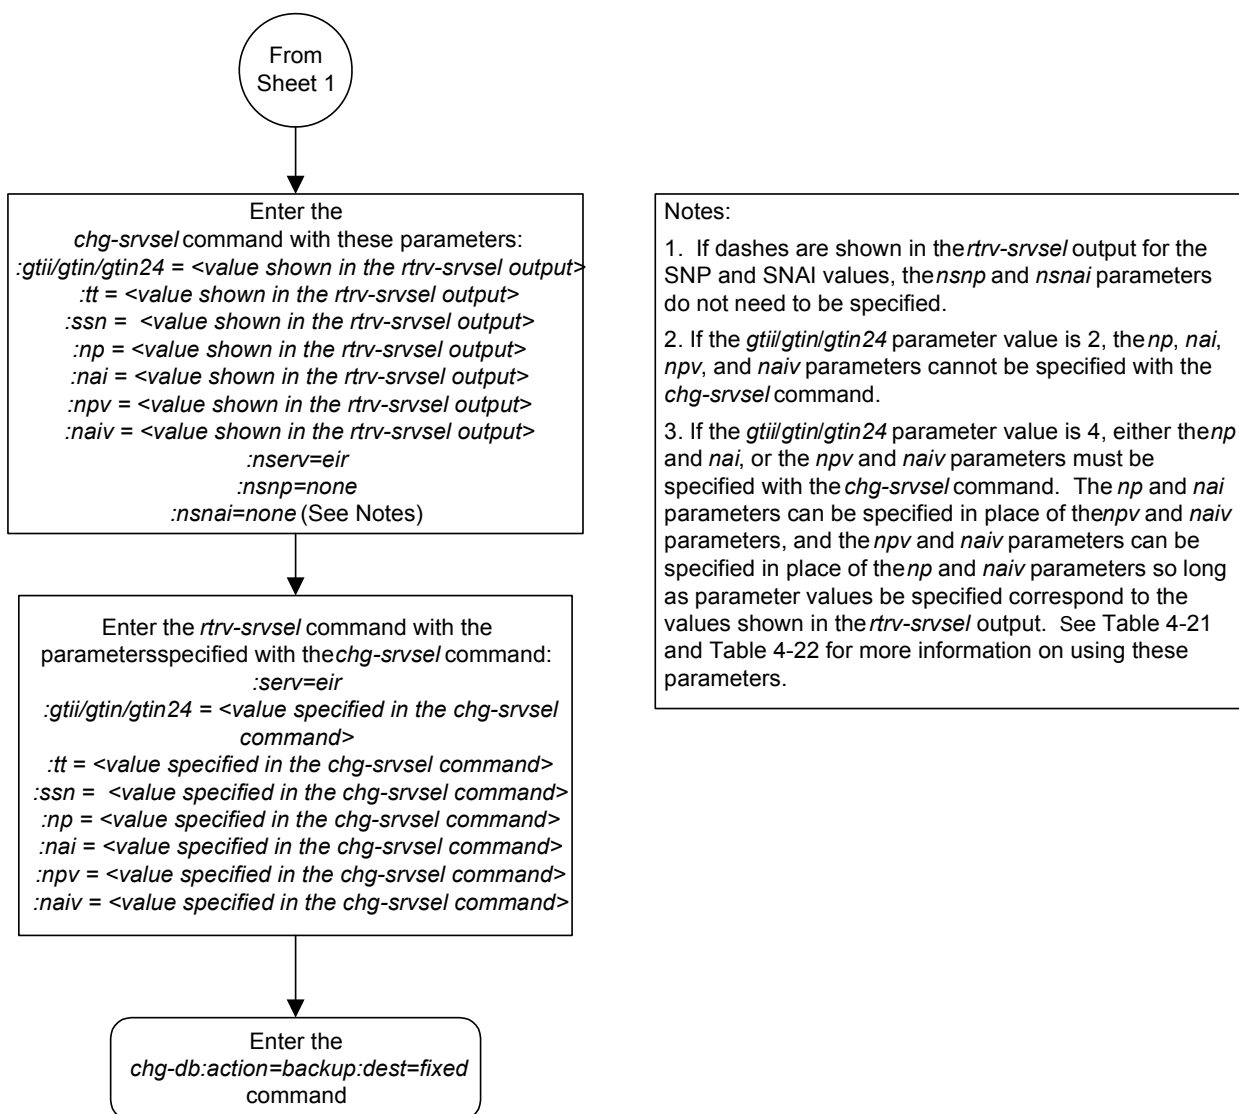 From
Sheet 1
Enter the
chg-srvsel command with these parameters:
:gtii/gtin/gtin24 = <value shown in the rtrv-srvsel output>
:tt = <value shown in the rtrv-srvsel output>
:ssn = <value shown in the rtrv-srvsel output>
:np = <value shown in the rtrv-srvsel output>
:nai = <value shown in the rtrv-srvsel output>
:npv = <value shown in the rtrv-srvsel output>
:naiv = <value shown in the rtrv-srvsel output>
:nserv=eir
:nsnp=none
:nsnai=none (See Notes)
Enter the rtrv-srvsel command with the
parametersspecified with thechg-srvsel command:
:serv=eir
:gtii/gtin/gtin24 = <value specified in the chg-srvsel
command>
:tt = <value specified in the chg-srvsel command>
:ssn = <value specified in the chg-srvsel command>
:np = <value specified in the chg-srvsel command>
:nai = <value specified in the chg-srvsel command>
:npv = <value specified in the chg-srvsel command>
:naiv = <value specified in the chg-srvsel command>
Enter the
chg-db:action=backup:dest=fixed
command
Notes:
1. If dashes are shown in thertrv-srvsel output for the
SNP and SNAI values, thensnp and nsnai parameters
do not need to be specified.
2. If the gtii/gtin/gtin24 parameter value is 2, thenp, nai,
npv, and naiv parameters cannot be specified with the
chg-srvsel command.
3. If the gtii/gtin/gtin24 parameter value is 4, either thenp
and nai, or the npv and naiv parameters must be
specified with thechg-srvsel command. The np and nai
parameters can be specified in place of thenpv and naiv
parameters, and the npv and naiv parameters can be
specified in place of thenp and naiv parameters so long
as parameter values be specified correspond to the
values shown in thertrv-srvsel output. See Table 4-21
and Table 4-22 for more information on using these
parameters.